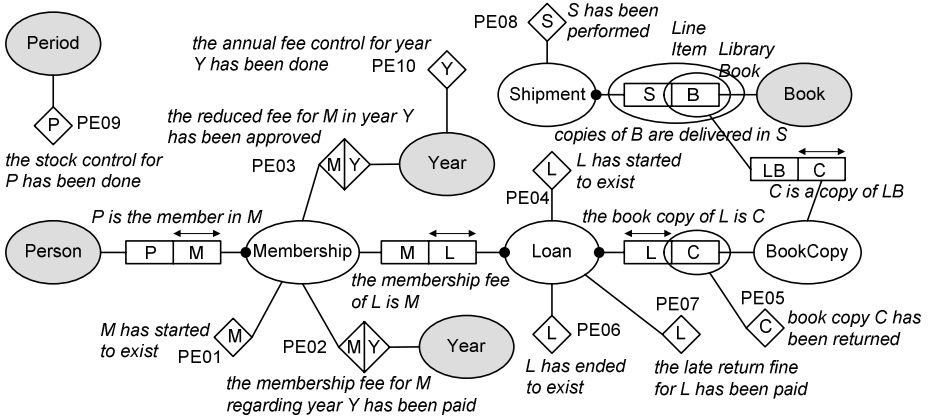 Period
P
PE09
the stock control for
P has been done
the annual fee control for year
Y has been done
PE10
Y
the reduced fee for M in year Y
has been approved
PE03
M Y
Year
PE08
S
S has been
performed
Line
Item
Library
Book
Shipment
S
B
Book
copies of B are delivered in S
L
L has started
to exist
PE04
LB
C
C is a copy of LB
P is the member in M
Person
P
M
Membership
M
L
the membership fee
of L is M
Loan
the book copy of L is C
L
C
BookCopy
M has started
to exist
PE01
M
PE02
M Y
Year
the membership fee for M
regarding year Y has been paid
L
PE06
L has ended
to exist
PE07
L
the late return fine
for L has been paid
PE05
C
book copy C has
been returned